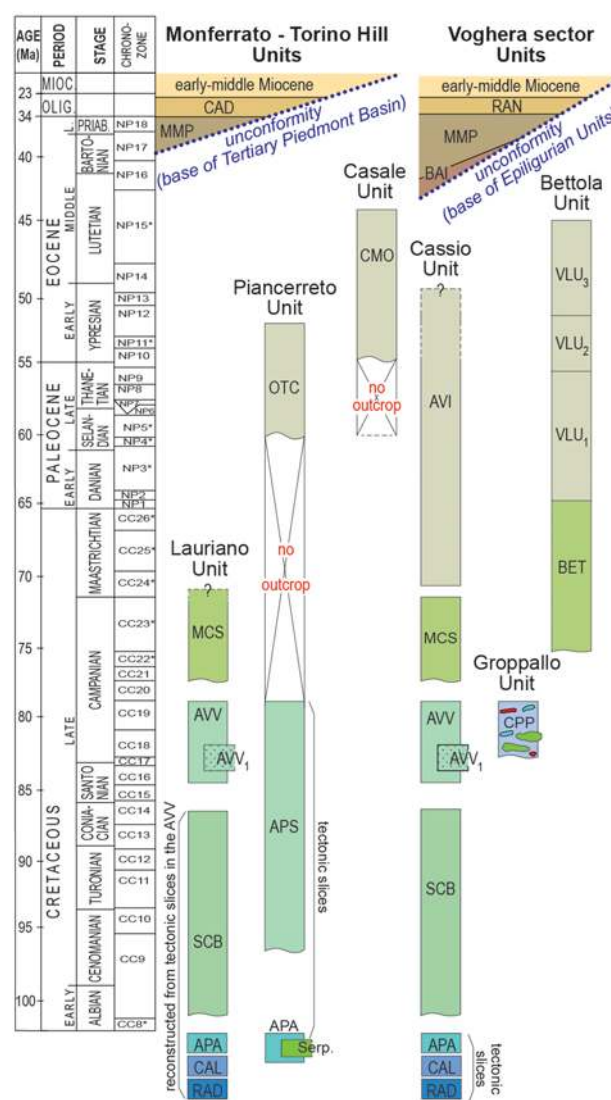 Monferrato - Torino Hill
Units
Voghera sector
Units
AGE
(Ma)
PERIOD
STAGE
CHRONO-
ZONE
MIOC.
23
OLIG.
34
L.
PRIAB.
NP18
BARTO-
NIAN
NP17
40
NP16
EOCENE
MIDDLE
LUTETIAN
NP15*
45
NP14
50
EARLY
YPRESIAN
NP13
NP12
NP11*
NP10
55
PALEOCENE
LATE
THANE-
TIAN
NP9
NP8
NP7
NP6
SELAN-
DIAN
NP5*
60
NP4*
EARLY
DANIAN
NP3*
NP2
65
NP1
CRETACEOUS
LATE
MAASTRICHTIAN
CC26*
CC25*
70
CC24*
CAMPANIAN
CC23*
75
CC22*
CC21
CC20
80
CC19
CC18
CC17
SANTO-
NIAN
CC16
85
CC15
CONIA-
CIAN
CC14
CC13
90
TURONIAN
CC12
CC11
95
CENOMANIAN
CC10
CC9
100
EARLY
ALBIAN
CC8*
early-middle Miocene
CAD
MMP
unconformity
(base of Tertiary Piedmont Basin)
early-middle Miocene
RAN
MMP
BAI
unconformity
(base of Epiligurian Units)
Lauriano
Unit
?
MCS
AVV
AVV1
SCB
APA
CAL
RAD
reconstructed from tectonic slices in the AVV
Piancerreto
Unit
OTC
no
outcrop
APS
APA
Serp.
tectonic slices
Casale
Unit
CMO
no
outcrop
Cassio
Unit
?
AVI
MCS
AVV
AVV1
SCB
APA
CAL
RAD
tectonic
slices
Groppallo
Unit
CPP
Bettola
Unit
VLU3
VLU2
VLU1
BET